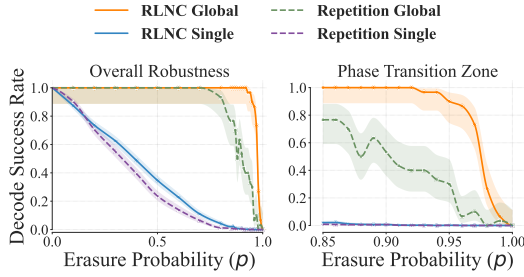 RLNC Global
RLNC Single
Repetition Global
Repetition Single
Overall Robustness
Phase Transition Zone
Decode Success Rate
1.0
0.8
0.6
0.4
0.2
0.0
0.0
0.5
1.0
1.0
0.8
0.6
0.4
0.2
0.0
0.85
0.90
0.95
1.00
Erasure Probability (p)
Erasure Probability (p)